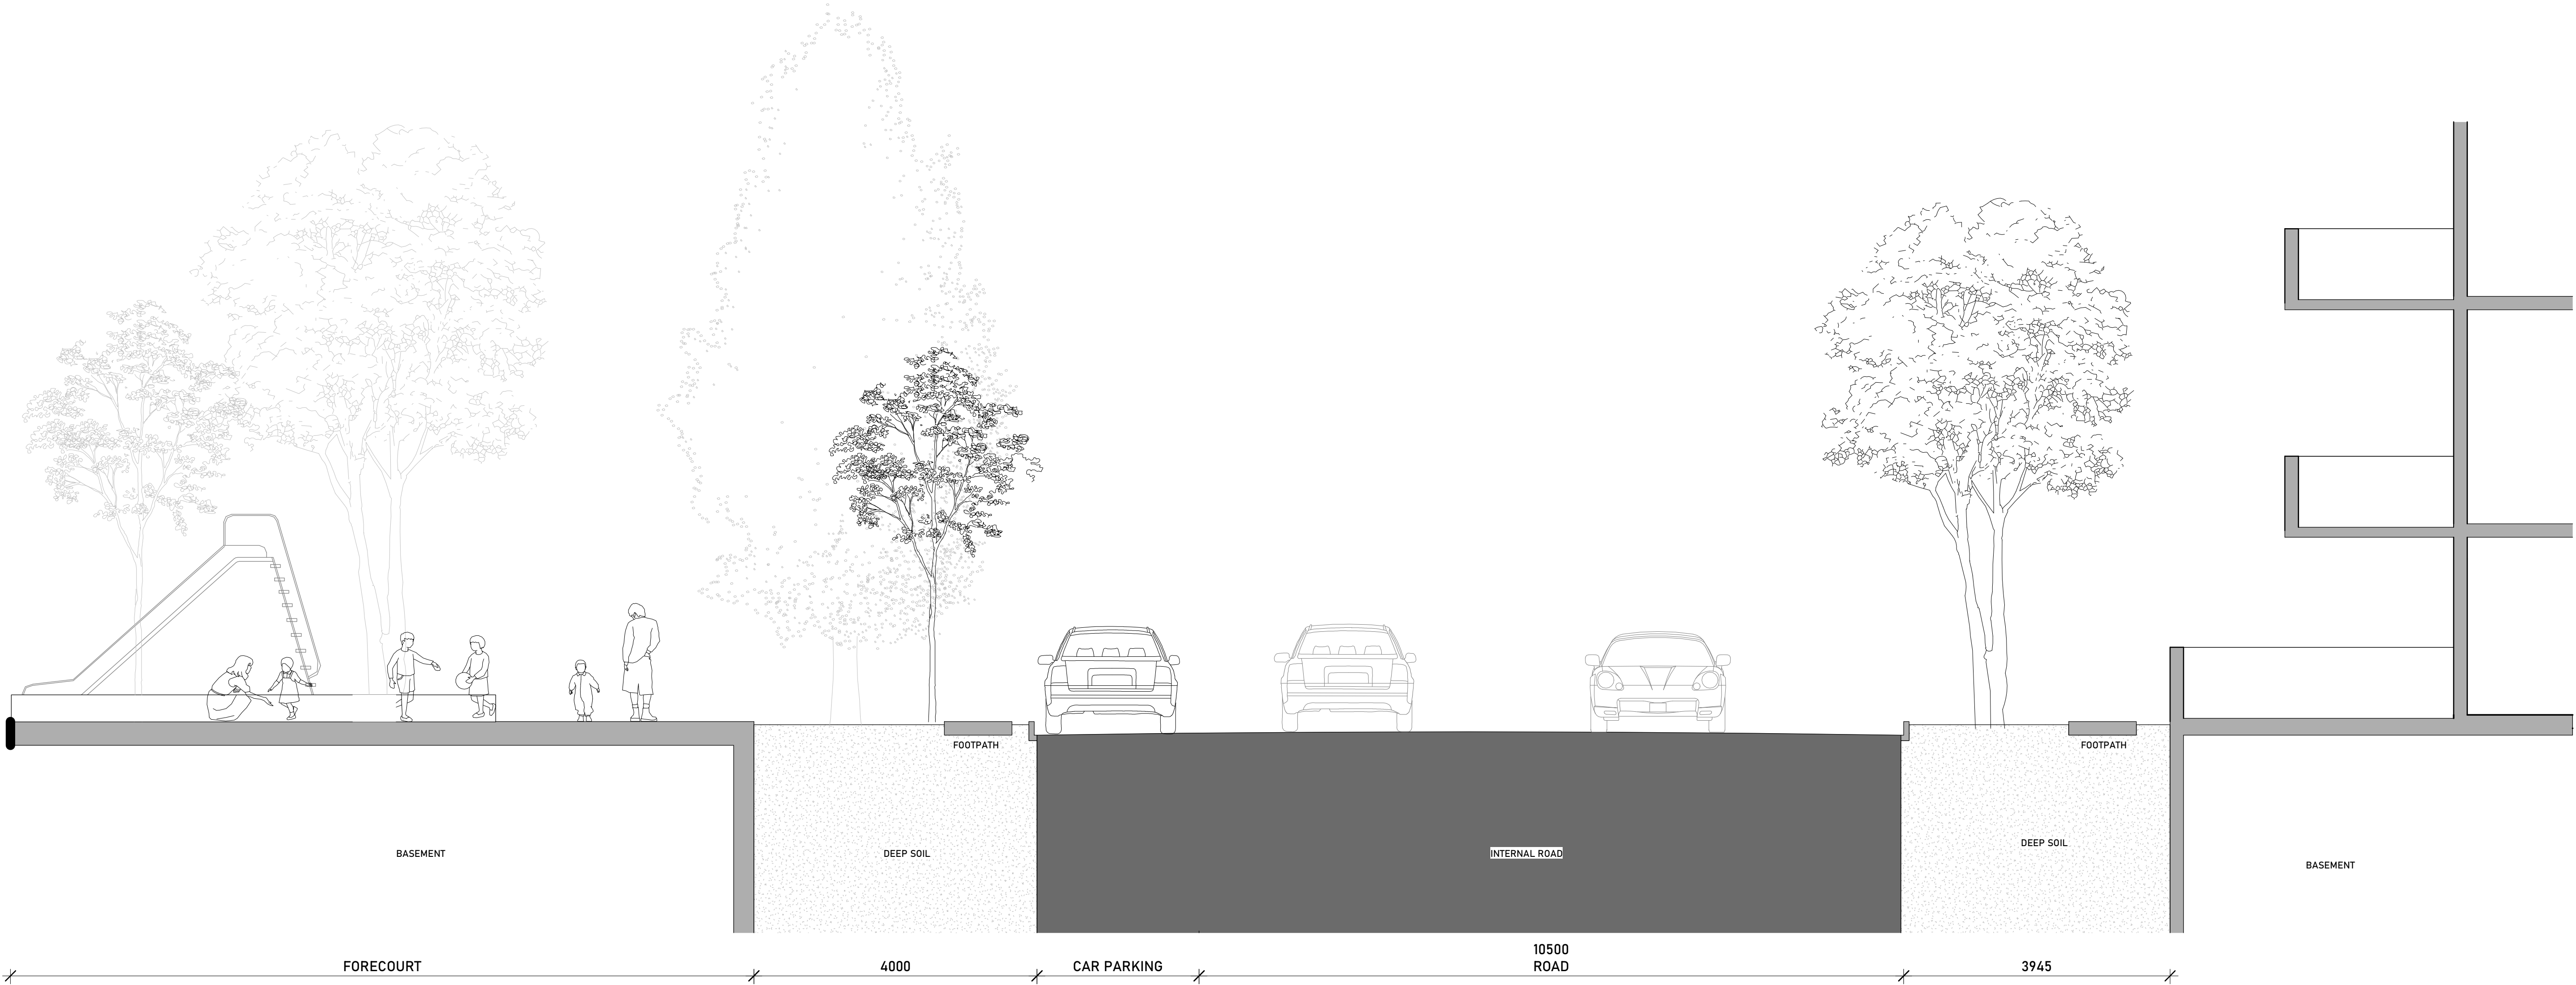 FOOTPATH
FOOTPATH
BASEMENT
DEEP SOIL
INTERNAL ROAD
DEEP SOIL
BASEMENT
10500
FORECOURT
4000
CAR PARKING
ROAD
3945